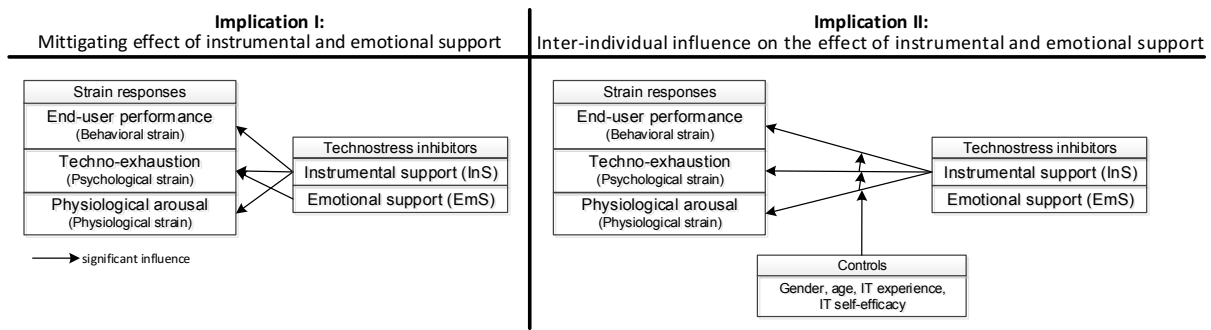 Implication I:
Mittigating effect of instrumental and emotional support
Strain responses
End-user performance
(Behavioral strain)
Techno-exhaustion
(Psychological strain)
Physiological arousal
(Physiological strain)
Technostress inhibitors
Instrumental support (InS)
Emotional support (EmS)
significant influence
Implication II:
Inter-individual influence on the effect of instrumental and emotional support
Strain responses
End-user performance
(Behavioral strain)
Techno-exhaustion
(Psychological strain)
Physiological arousal
(Physiological strain)
Technostress inhibitors
Instrumental support (InS)
Emotional support (EmS)
Controls
Gender, age, IT experience,
IT self-efficacy